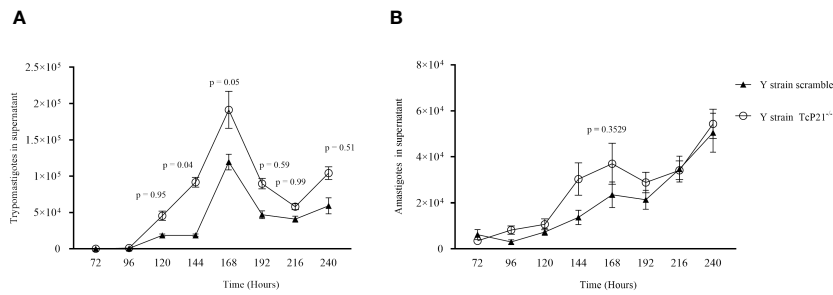 A
Trypomastigotes in supernatant
2.5×10⁵
2×10⁵
1.5×10⁵
1×10⁵
5×10⁴
0
p = 0.95
p = 0.04
p = 0.05
p = 0.59
p = 0.99
p = 0.51
72 96 120 144 168 192 216 240
Time (Hours)
B
Amastigotes in supernatant
8×10⁴
6×10⁴
4×10⁴
2×10⁴
0
p = 0.3529
72 96 120 144 168 192 216 240
Time (Hours)
Y strain scramble
Y strain TcP21⁻/⁻